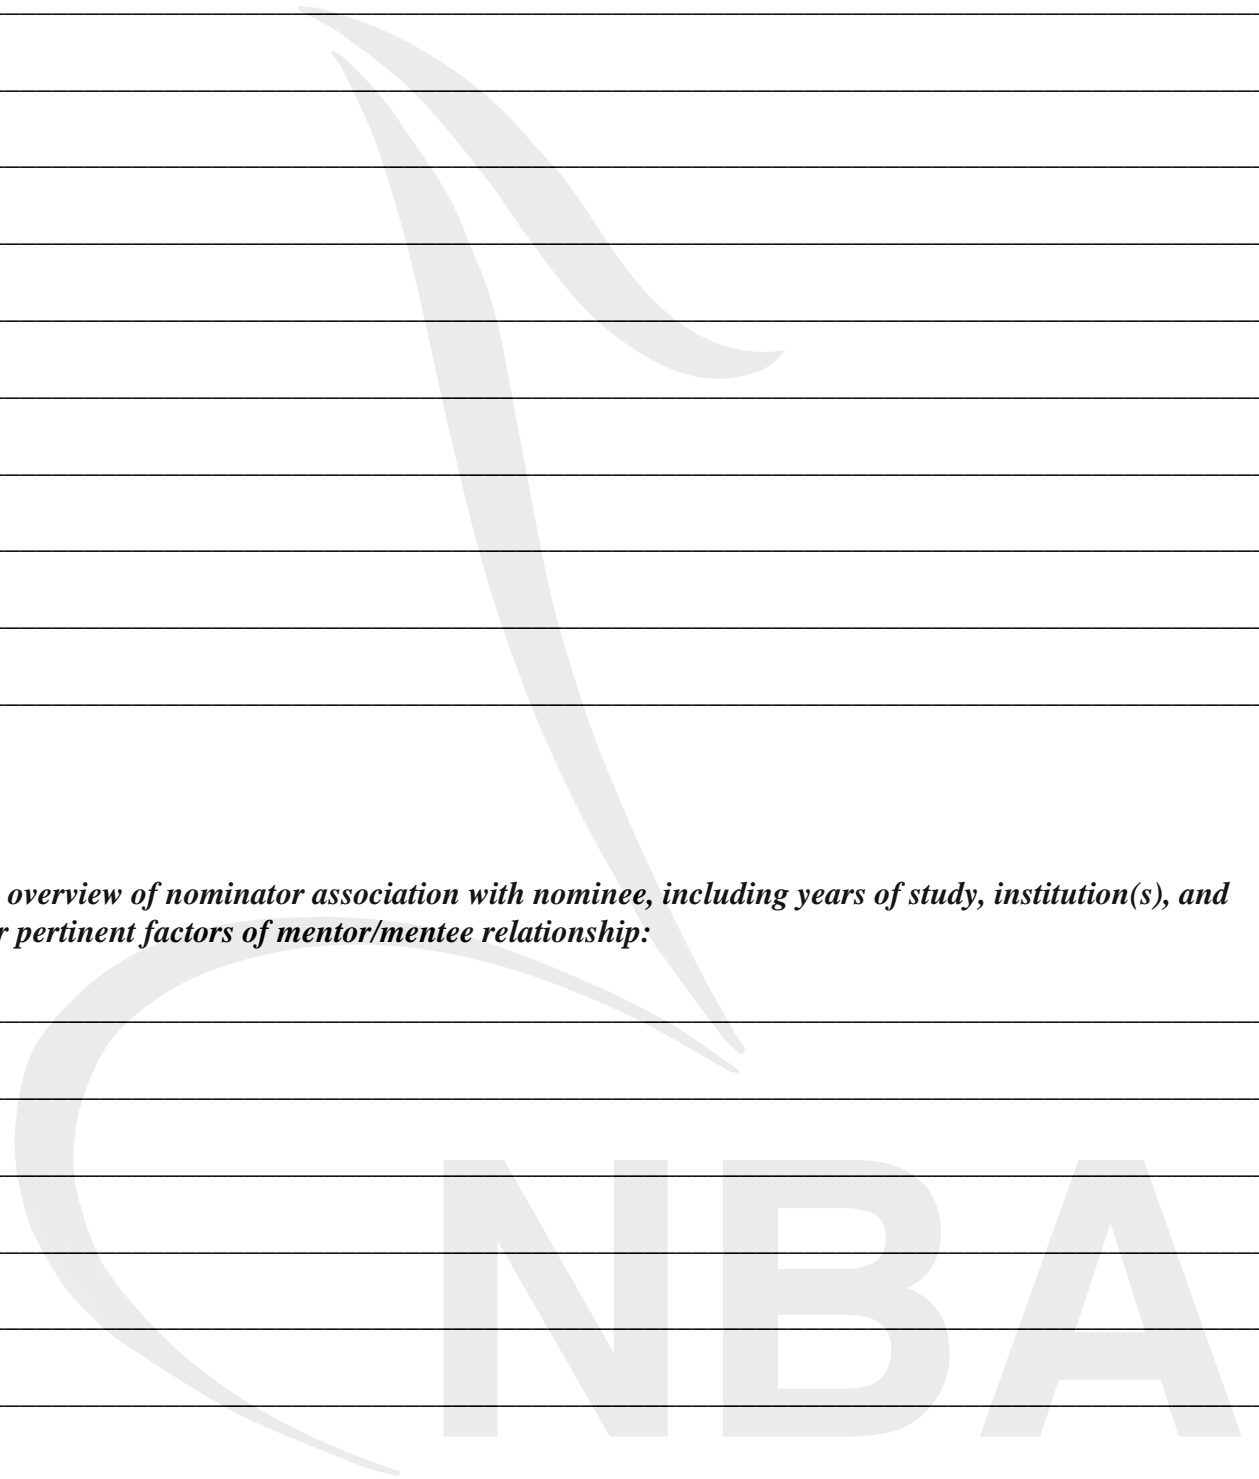 overview of nominator association with nominee, including years of study, institution(s), and
r pertinent factors of mentor/mentee relationship:
NBA